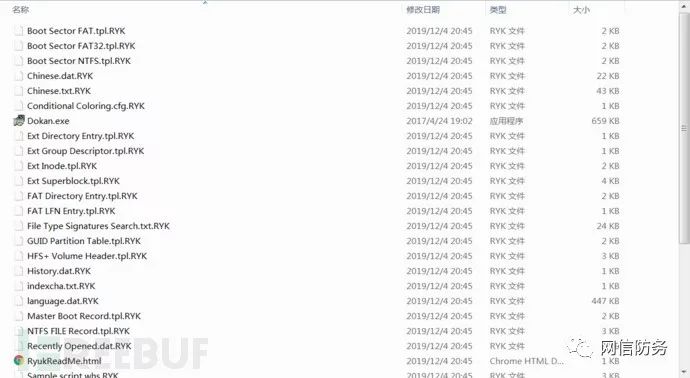 名称 修改日期 类型 大小
Boot Sector FAT.tpl.RYK 2019/12/4 20:45 RYK 文件 2 KB
Boot Sector FAT32.tpl.RYK 2019/12/4 20:45 RYK 文件 2 KB
Boot Sector NTFS.tpl.RYK 2019/12/4 20:45 RYK 文件 2 KB
Chinese.dat.RYK 2019/12/4 20:45 RYK 文件 22 KB
Chinese.txt.RYK 2019/12/4 20:45 RYK 文件 43 KB
Conditional Coloring.cfg.RYK 2019/12/4 20:45 RYK 文件 1 KB
Dokan.exe 2017/4/24 19:02 应用程序 659 KB
Ext Directory Entry.tpl.RYK 2019/12/4 20:45 RYK 文件 1 KB
Ext Group Descriptor.tpl.RYK 2019/12/4 20:45 RYK 文件 1 KB
Ext Inode.tpl.RYK 2019/12/4 20:45 RYK 文件 2 KB
Ext Superblock.tpl.RYK 2019/12/4 20:45 RYK 文件 4 KB
FAT Directory Entry.tpl.RYK 2019/12/4 20:45 RYK 文件 2 KB
FAT LFN Entry.tpl.RYK 2019/12/4 20:45 RYK 文件 1 KB
File Type Signatures Search.txt.RYK 2019/12/4 20:45 RYK 文件 24 KB
GUID Partition Table.tpl.RYK 2019/12/4 20:45 RYK 文件 2 KB
HFS+ Volume Header.tpl.RYK 2019/12/4 20:45 RYK 文件 3 KB
History.dat.RYK 2019/12/4 20:45 RYK 文件 1 KB
indexcha.txt.RYK 2019/12/4 20:45 RYK 文件 1 KB
language.dat.RYK 2019/12/4 20:45 RYK 文件 447 KB
Master Boot Record.tpl.RYK 2019/12/4 20:45 RYK 文件 2 KB
NTFS FILE Record.tpl.RYK 2019/12/4 20:45 RYK 文件 3 KB
Recently Opened.dat.RYK 2019/12/4 20:45 RYK 文件
RyukReadMe.html 2019/12/4 20:45 Chrome HTML D... 1 KB
Sample script.whs.RYK 2019/12/4 20:45 RYK 文件 1 KB
REEBUF
网信防务